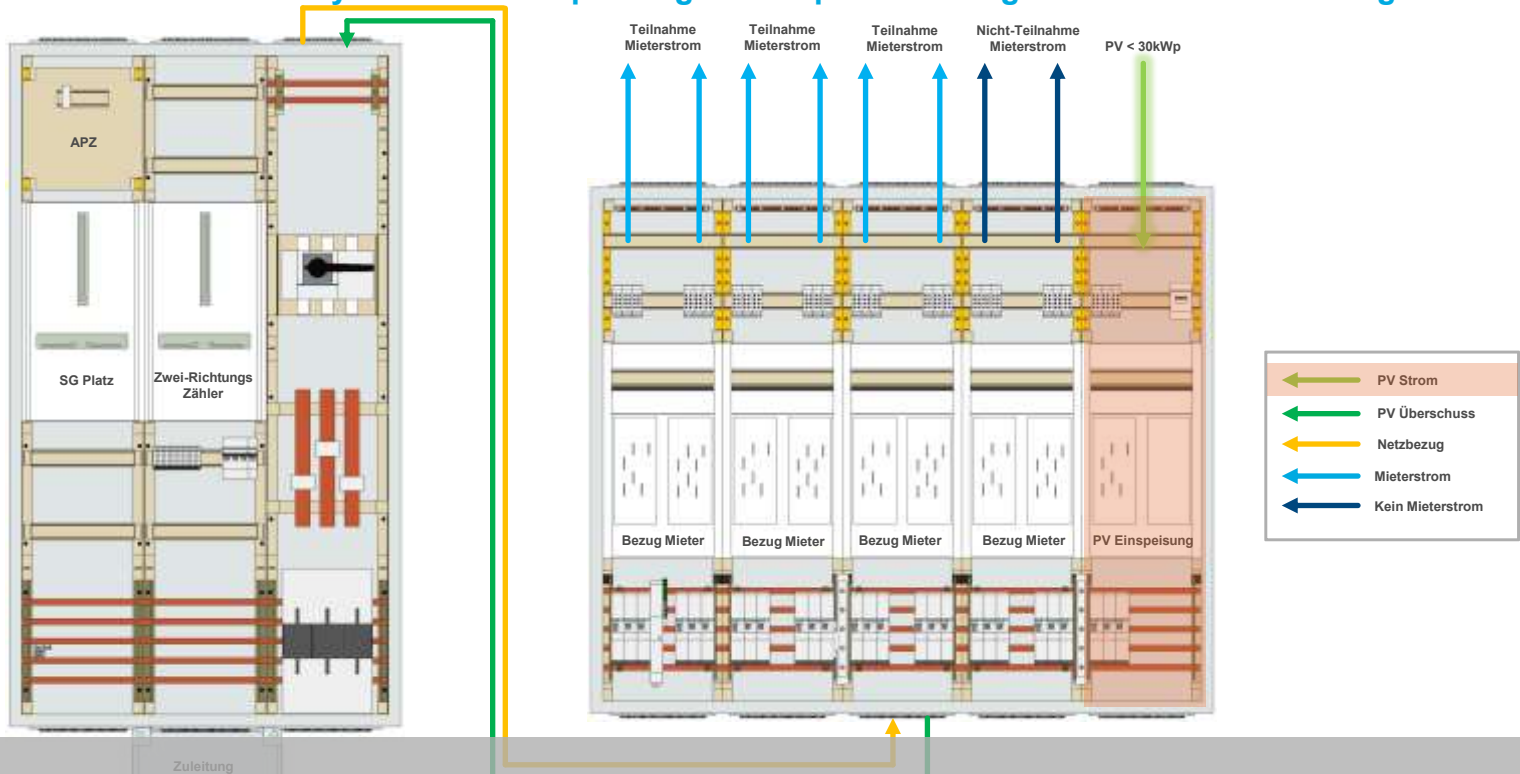 Teilnahme
Mieterstrom
Teilnahme
Mieterstrom
Teilnahme
Mieterstrom
Nicht-Teilnahme
Mieterstrom
PV < 30kWp
APZ
SG Platz
Zwei-Richtungs
Zähler
Bezug Mieter
Bezug Mieter
Bezug Mieter
Bezug Mieter
PV Einspeisung
PV Strom
PV Überschuss
Netzbezug
Mieterstrom
Kein Mieterstrom
Zuleitung